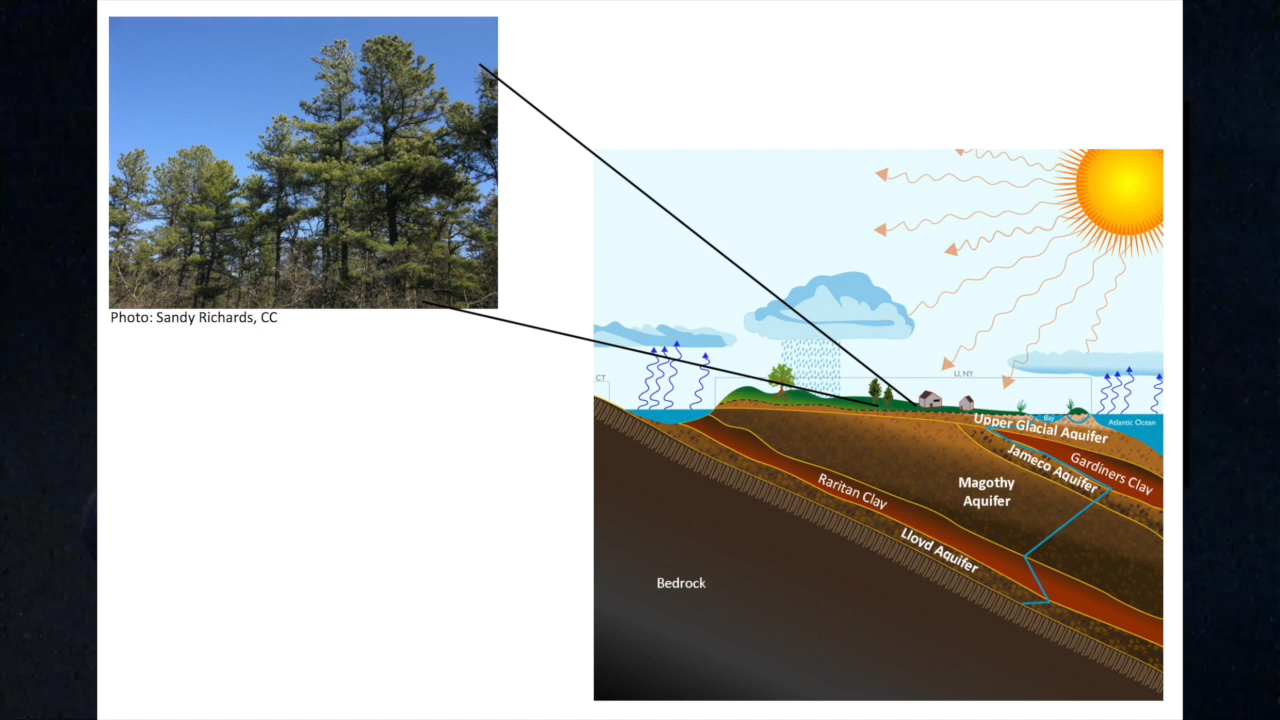 Photo: Sandy Richards, CC
CT
LI, NY
Bay
Atlantic Ocean
Upper Glacial Aquifer
Gardiners Clay
Jameco Aquifer
Magothy
Aquifer
Raritan Clay
Lloyd Aquifer
Bedrock